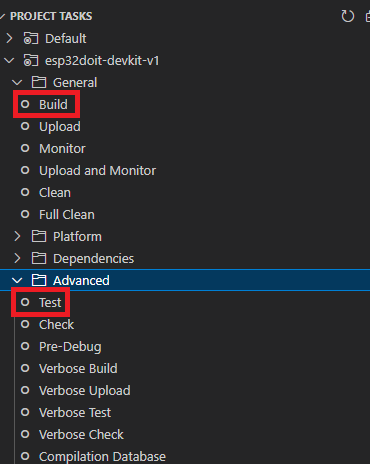 PROJECT TASKS
Default
esp32doit-devkit-v1
General
Build
Upload
Monitor
Upload and Monitor
Clean
Full Clean
Platform
Dependencies
Advanced
Test
Check
Pre-Debug
Verbose Build
Verbose Upload
Verbose Test
Verbose Check
Compilation Database